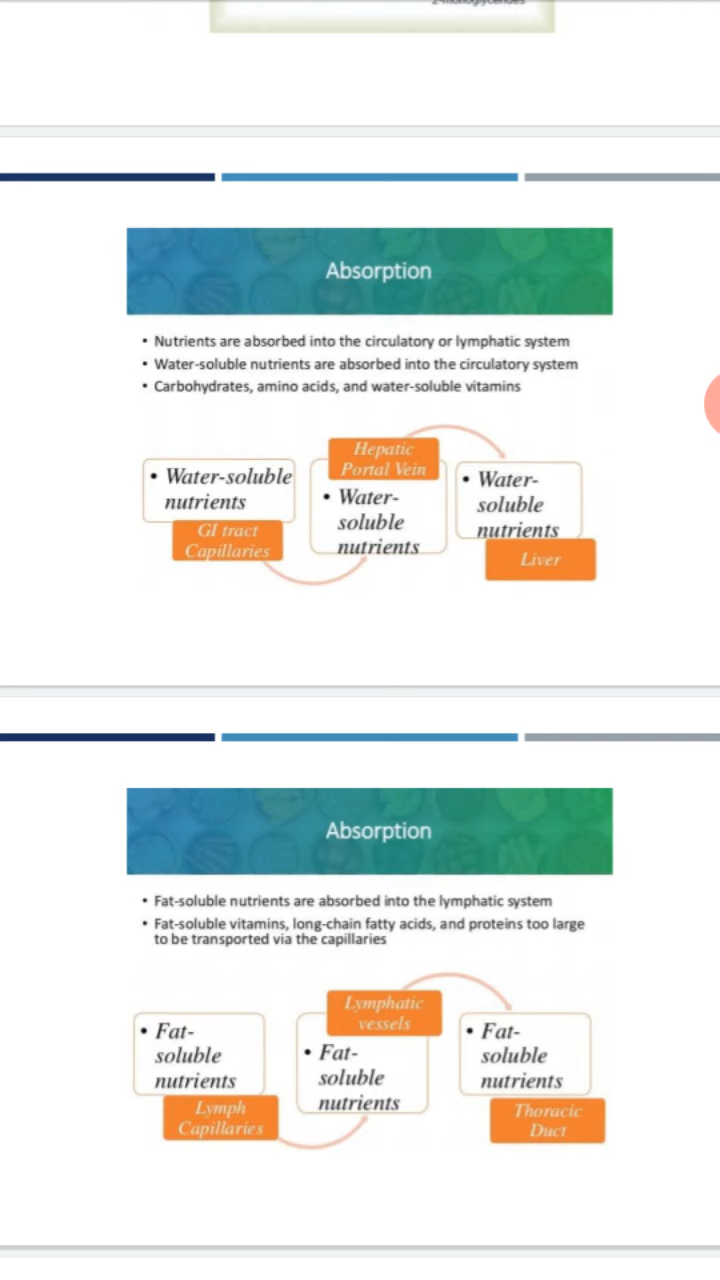 2-monoglycerides
Absorption
• Nutrients are absorbed into the circulatory or lymphatic system
• Water-soluble nutrients are absorbed into the circulatory system
• Carbohydrates, amino acids, and water-soluble vitamins
• Water-soluble
nutrients
GI tract
Capillaries
Hepatic
Portal Vein
• Water-
soluble
nutrients
• Water-
soluble
nutrients
Liver
Absorption
• Fat-soluble nutrients are absorbed into the lymphatic system
• Fat-soluble vitamins, long-chain fatty acids, and proteins too large
to be transported via the capillaries
• Fat-
soluble
nutrients
Lymph
Capillaries
Lymphatic
vessels
• Fat-
soluble
nutrients
• Fat-
soluble
nutrients
Thoracic
Duct